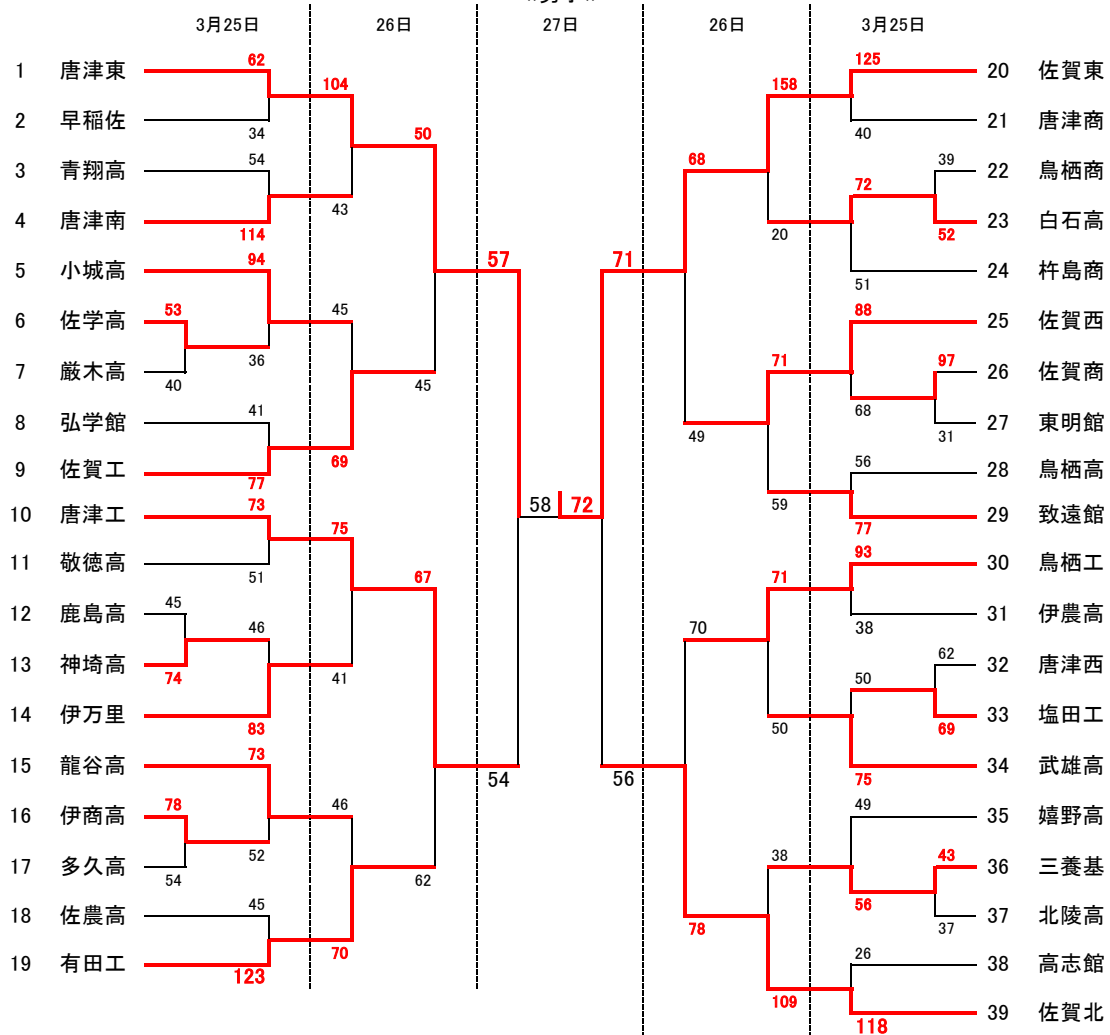 3月25日 26日 27日 26日 3月25日
1 唐津東 62 104 158 125 20 佐賀東
2 早稲佐 34 50 40 21 唐津商
3 青翔高 54 68 39 22 鳥栖商
4 唐津南 114 43 20 72 52 23 白石高
5 小城高 94 57 71 51 24 杵島商
6 佐学高 53 45 88 25 佐賀西
7 厳木高 40 36 45 71 97 26 佐賀商
8 弘学館 41 49 68 31 27 東明館
9 佐賀工 77 69 56 28 鳥栖高
10 唐津工 73 75 58 72 59 77 29 致遠館
11 敬徳高 51 67 71 93 30 鳥栖工
12 鹿島高 45 46 70 38 31 伊農高
13 神埼高 74 41 62 32 唐津西
14 伊万里 83 50 50 69 33 塩田工
15 龍谷高 73 54 56 75 34 武雄高
16 伊商高 78 46 49 35 嬉野高
17 多久高 54 52 62 38 43 36 三養基
18 佐農高 45 78 56 37 37 北陵高
19 有田工 123 70 26 38 高志館
109 118 39 佐賀北